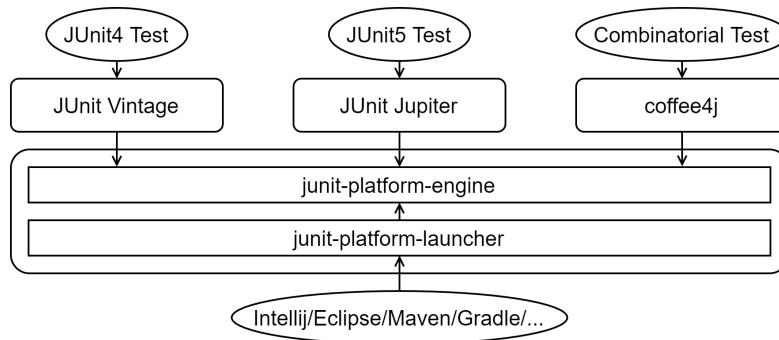 JUnit4 Test
JUnit5 Test
Combinatorial Test
JUnit Vintage
JUnit Jupiter
coffee4j
junit-platform-engine
junit-platform-launcher
Intellij/Eclipse/Maven/Gradle/...